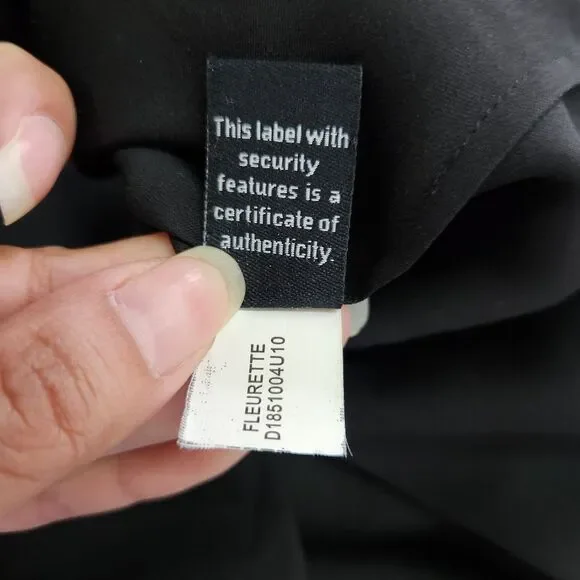 This label with
security
features is a
certificate of
authenticity.
FLEURETTE
D1851004U10